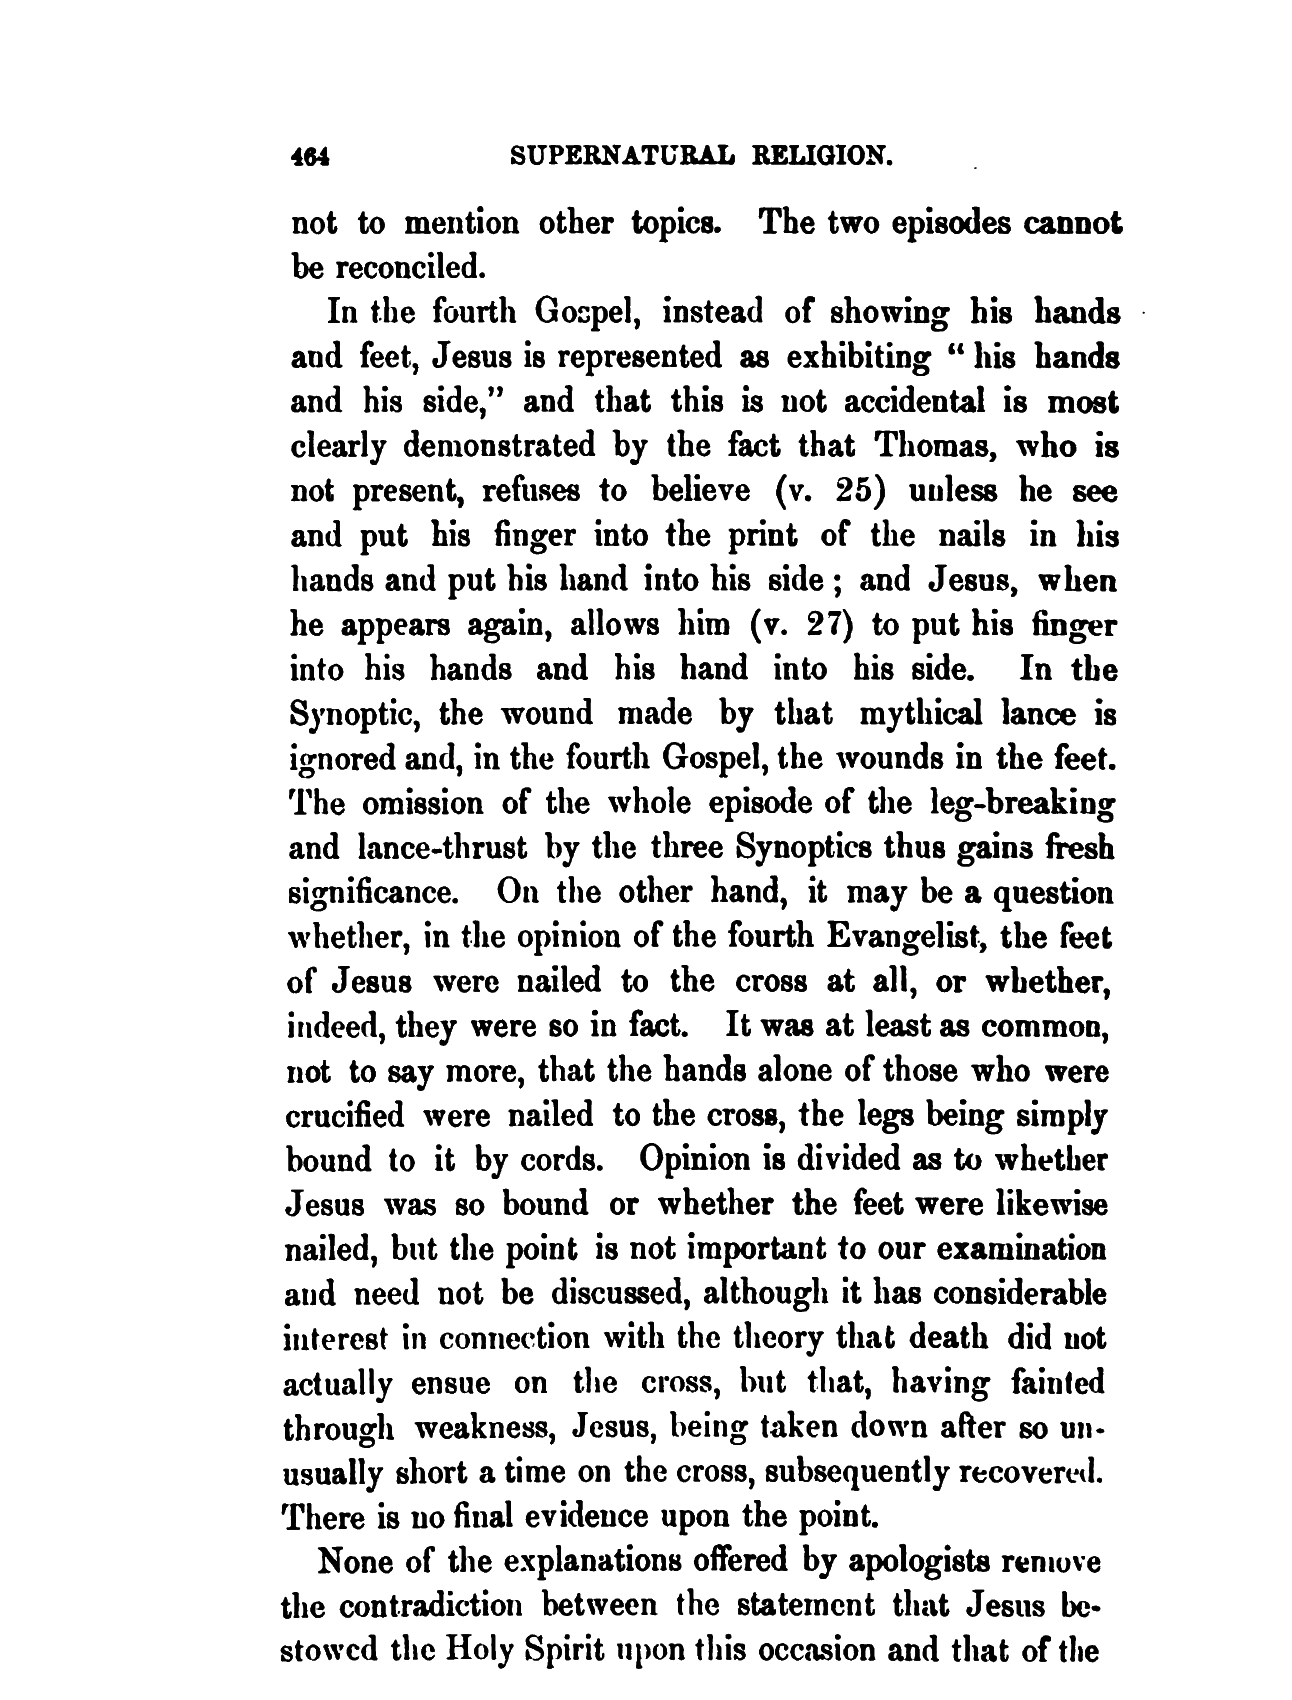 464 SUPERNATURAL RELIGION.
not to mention other topics. The two episodes cannot
be reconciled.
In the fourth Gospel, instead of showing his hands
and feet, Jesus is represented as exhibiting “ his hands
and his side,” and that this is not accidental is most
clearly demonstrated by the fact that Thomas, who is
not present, refuses to believe (v. 25) unless he see
and put his finger into the print of the nails in his
hands and put his hand into his side ; and Jesus, when
he appears again, allows him (v. 27) to put his finger
into his hands and his hand into his side. In the
Synoptic, the wound made by that mythical lance is
ignored and, in the fourth Gospel, the wounds in the feet.
The omission of the whole episode of the leg-breaking
and lance-thrust by the three Synoptics thus gains fresh
significance. On the other hand, it may be a question
whether, in the opinion of the fourth Evangelist, the feet
of Jesus were nailed to the cross at all, or whether,
indeed, they were so in fact. It was at least as common,
not to say more, that the hands alone of those who were
crucified were nailed to the cross, the legs being simply
bound to it by cords. Opinion is divided as to whether
Jesus was so bound or whether the feet were likewise
nailed, but the point is not important to our examination
and need not be discussed, although it has considerable
interest in connection with the theory that death did not
actually ensue on the cross, but that, having fainted
through weakness, Jesus, being taken down after so un-
usually short a time on the cross, subsequently recovered.
There is no final evidence upon the point.
None of the explanations offered by apologists remove
the contradiction between the statement that Jesus be-
stowed the Holy Spirit upon this occasion and that of the